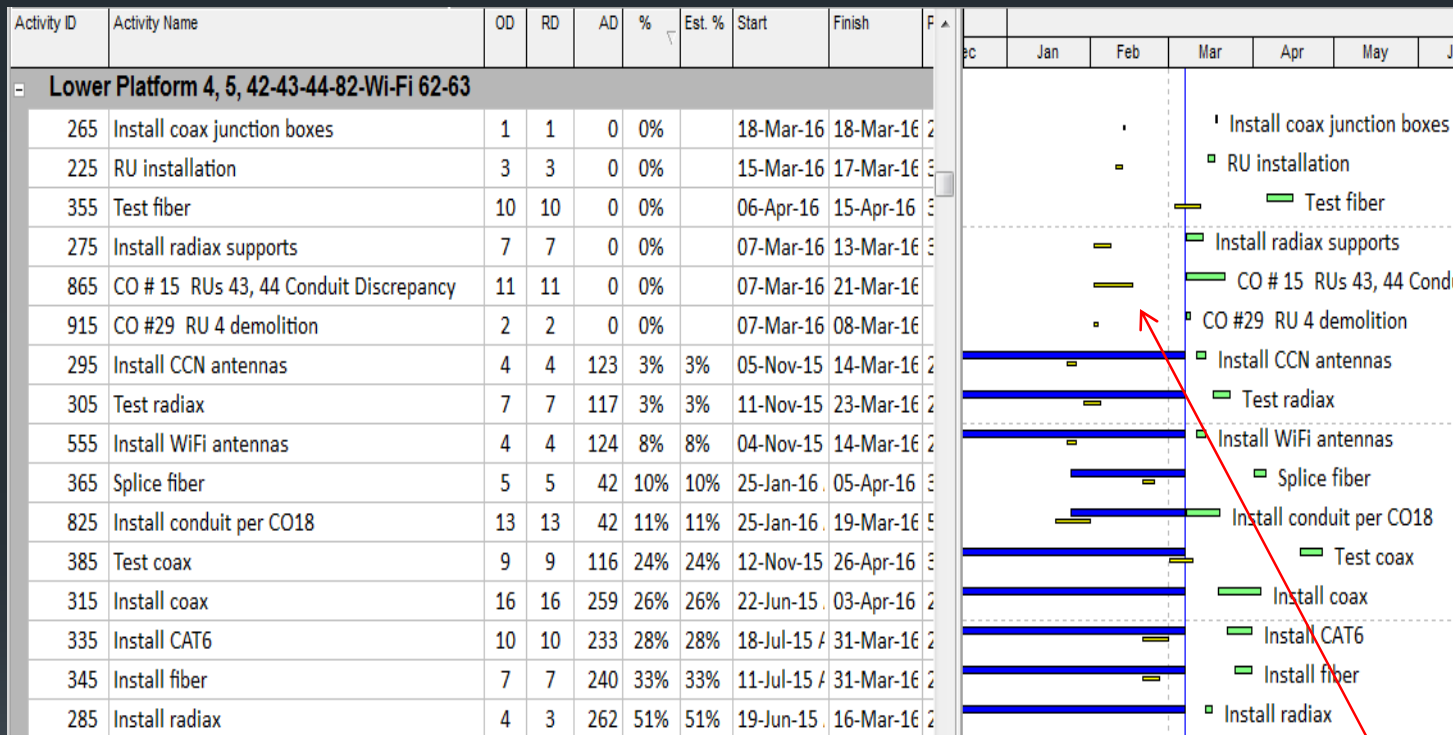 Activity ID Activity Name OD RD AD % Est. % Start Finish
Jan Feb Mar Apr May
Lower Platform 4, 5, 42-43-44-82-Wi-Fi 62-63
265 Install coax junction boxes 1 1 0 0% 18-Mar-16 18-Mar-16 2 Install coax junction boxes
225 RU installation 3 3 0 0% 15-Mar-16 17-Mar-16 3 RU installation
355 Test fiber 10 10 0 0% 06-Apr-16 15-Apr-16 3 Test fiber
275 Install radiax supports 7 7 0 0% 07-Mar-16 13-Mar-16 3 Install radiax supports
865 CO # 15 RUs 43, 44 Conduit Discrepancy 11 11 0 0% 07-Mar-16 21-Mar-16 CO # 15 RUs 43, 44 Cond
915 CO #29 RU 4 demolition 2 2 0 0% 07-Mar-16 08-Mar-16 CO #29 RU 4 demolition
295 Install CCN antennas 4 4 123 3% 3% 05-Nov-15 14-Mar-16 2 Install CCN antennas
305 Test radiax 7 7 117 3% 3% 11-Nov-15 23-Mar-16 2 Test radiax
555 Install WiFi antennas 4 4 124 8% 8% 04-Nov-15 14-Mar-16 2 Install WiFi antennas
365 Splice fiber 5 5 42 10% 10% 25-Jan-16 05-Apr-16 3 Splice fiber
825 Install conduit per CO18 13 13 42 11% 11% 25-Jan-16 19-Mar-16 5 Install conduit per CO18
385 Test coax 9 9 116 24% 24% 12-Nov-15 26-Apr-16 3 Test coax
315 Install coax 16 16 259 26% 26% 22-Jun-15 03-Apr-16 2 Install coax
335 Install CAT6 10 10 233 28% 28% 18-Jul-15 A 31-Mar-16 2 Install CAT6
345 Install fiber 7 7 240 33% 33% 11-Jul-15 A 31-Mar-16 2 Install fiber
285 Install radiax 4 3 262 51% 51% 19-Jun-15 16-Mar-16 2 Install radiax